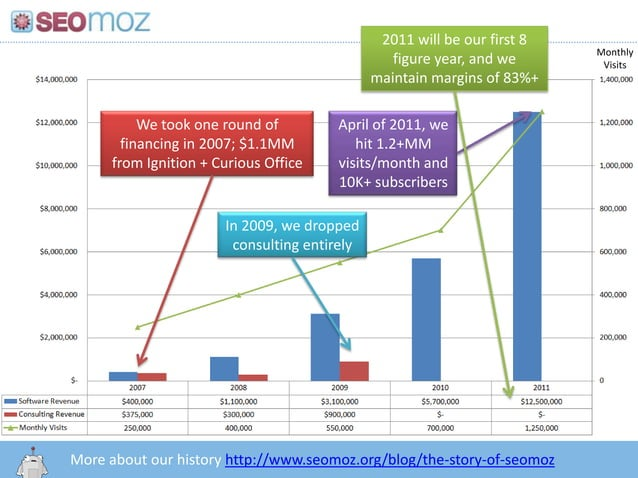 SEOmoz
2011 will be our first 8
figure year, and we
maintain margins of 83%+
Monthly
Visits
We took one round of
financing in 2007; $1.1MM
from Ignition + Curious Office
April of 2011, we
hit 1.2+MM
visits/month and
10K+ subscribers
In 2009, we dropped
consulting entirely
$14,000,000 1,400,000
$12,000,000 1,200,000
$10,000,000 1,000,000
$8,000,000 800,000
$6,000,000 600,000
$4,000,000 400,000
$2,000,000 200,000
$- 0
2007 2008 2009 2010 2011
Software Revenue $400,000 $1,100,000 $3,100,000 $5,700,000 $12,500,000
Consulting Revenue $375,000 $300,000 $900,000 $- $-
Monthly Visits 250,000 400,000 550,000 700,000 1,250,000
More about our history http://www.seomoz.org/blog/the-story-of-seomoz